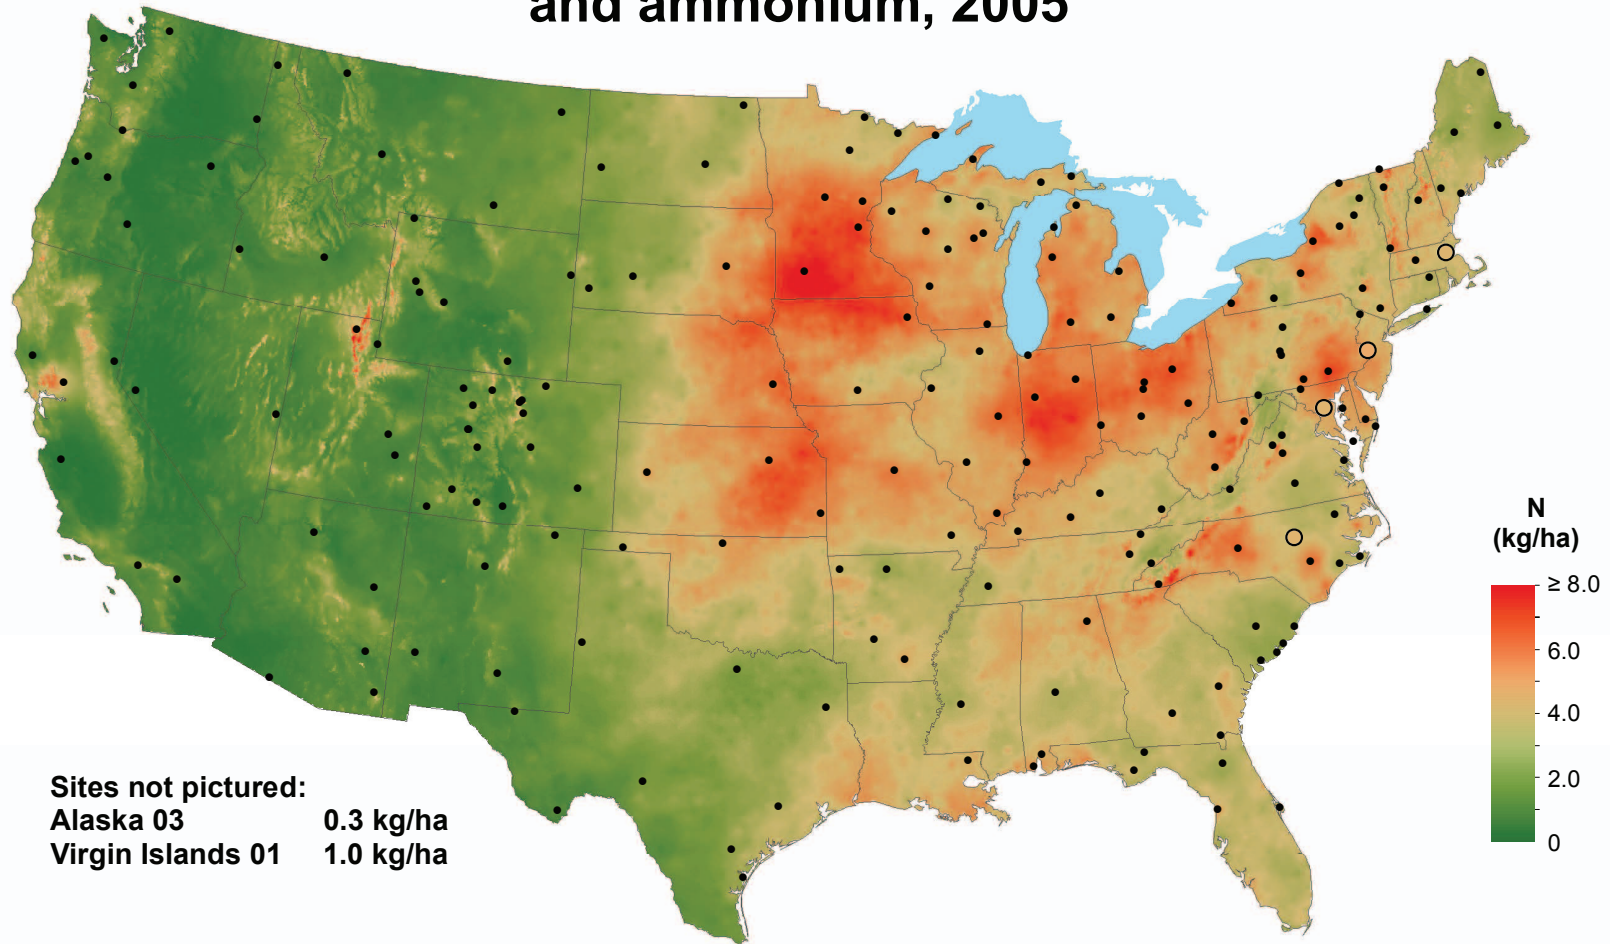 and ammonium, 2005
N
(kg/ha)
≥ 8.0
6.0
4.0
2.0
0
Sites not pictured:
Alaska 03 0.3 kg/ha
Virgin Islands 01 1.0 kg/ha